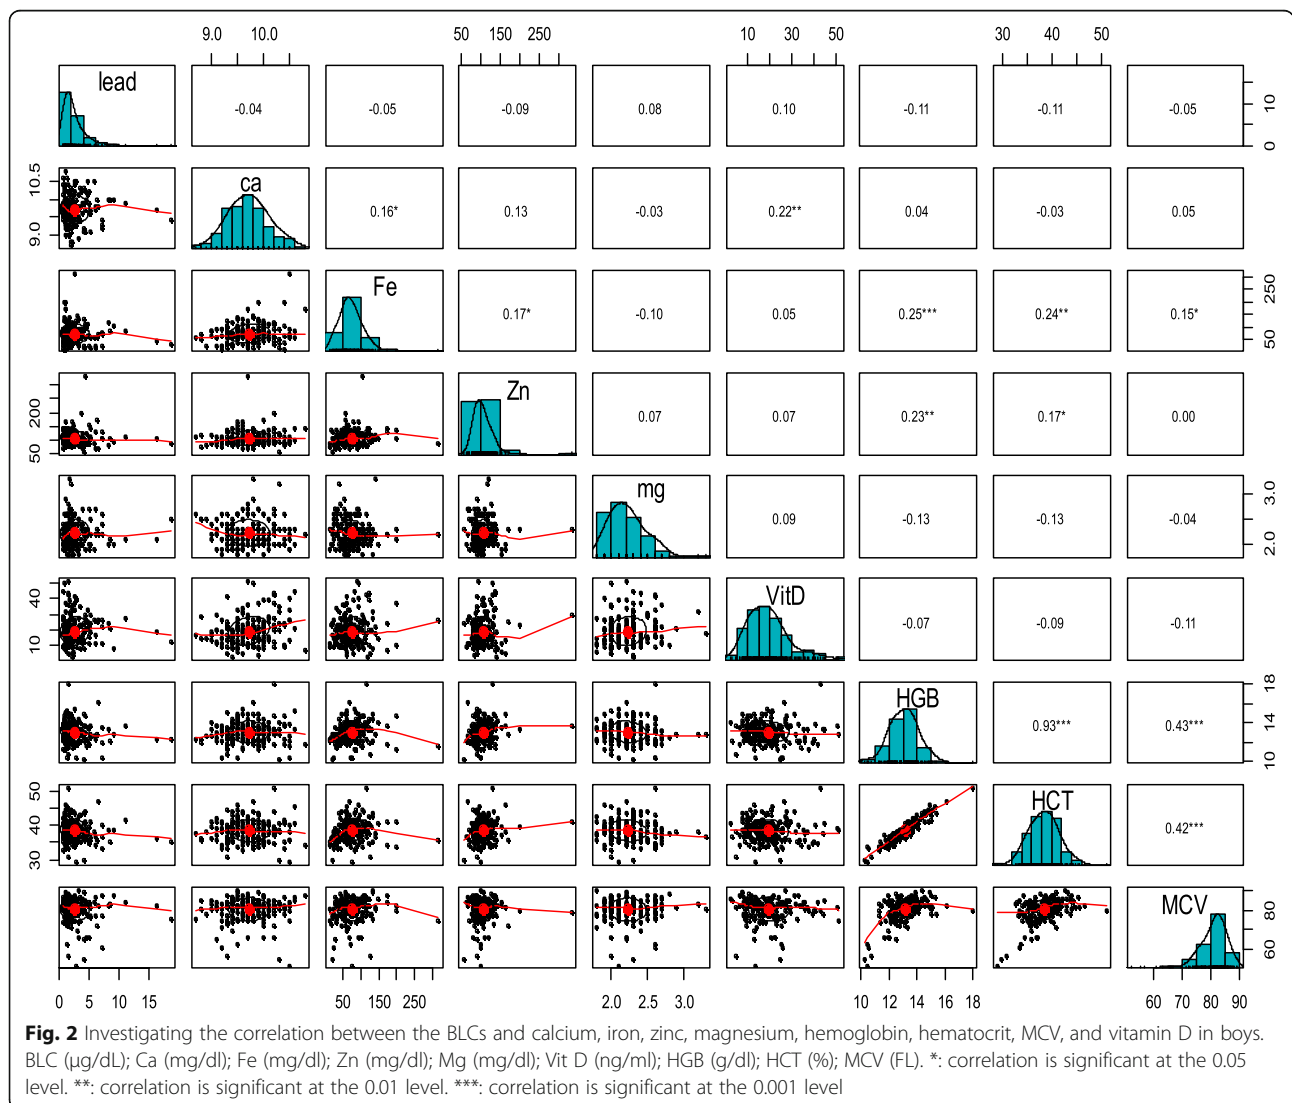 9.0 10.0 50 150 250 10 20 30 40 50 30 40 50
lead -0.04 -0.05 -0.09 0.08 0.10 -0.11 -0.11 -0.05 0 10
9.0 10.5 ca 0.16* 0.13 -0.03 0.22** 0.04 -0.03 0.05
Fe 0.17* -0.10 0.05 0.25*** 0.24** 0.15* 50 250
50 200 Zn 0.07 0.07 0.23** 0.17* 0.00
mg 0.09 -0.13 -0.13 -0.04 2.0 3.0
10 40 VitD -0.07 -0.09 -0.11
HGB 0.93*** 0.43*** 10 14 18
30 40 50 HCT 0.42***
MCV 60 80
0 5 10 15 50 150 250 2.0 2.5 3.0 10 12 14 16 18 60 70 80 90
Fig. 2 Investigating the correlation between the BLCs and calcium, iron, zinc, magnesium, hemoglobin, hematocrit, MCV, and vitamin D in boys.
BLC (μg/dL); Ca (mg/dl); Fe (mg/dl); Zn (mg/dl); Mg (mg/dl); Vit D (ng/ml); HGB (g/dl); HCT (%); MCV (FL). *: correlation is significant at the 0.05
level. **: correlation is significant at the 0.01 level. ***: correlation is significant at the 0.001 level